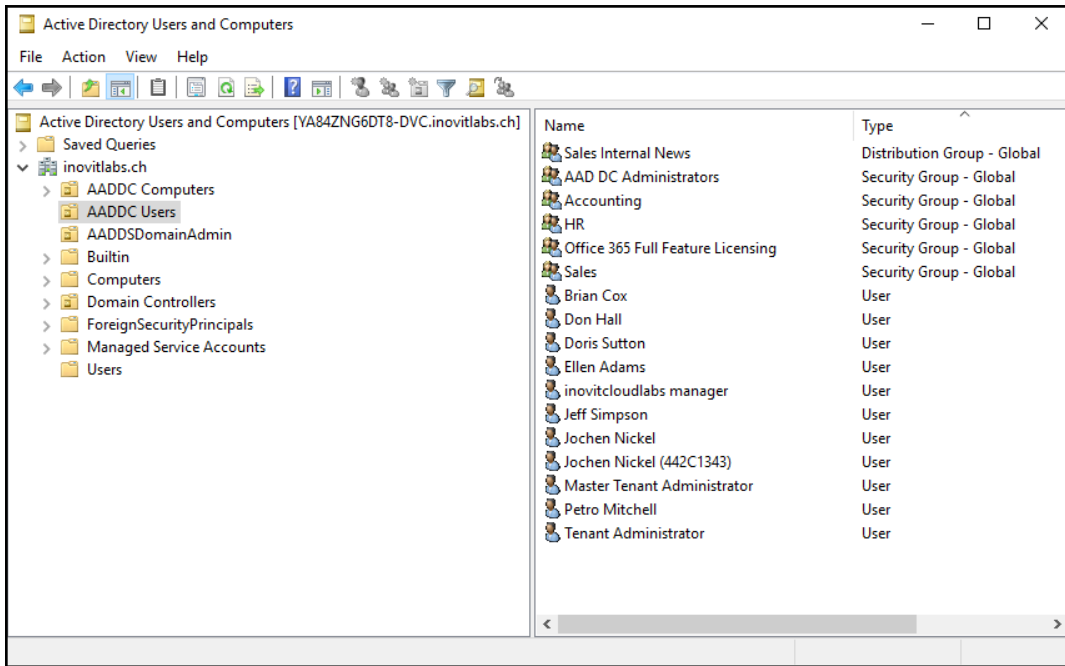 Active Directory Users and Computers
File Action View Help
Active Directory Users and Computers [YA84ZNG6DT8-DVC.inovitlabs.ch]
Saved Queries
inovitlabs.ch
AADDC Computers
AADDC Users
AADDSDomainAdmin
Builtin
Computers
Domain Controllers
ForeignSecurityPrincipals
Managed Service Accounts
Users
Name Type
Sales Internal News Distribution Group - Global
AAD DC Administrators Security Group - Global
Accounting Security Group - Global
HR Security Group - Global
Office 365 Full Feature Licensing Security Group - Global
Sales Security Group - Global
Brian Cox User
Don Hall User
Doris Sutton User
Ellen Adams User
inovitcloudlabs manager User
Jeff Simpson User
Jochen Nickel User
Jochen Nickel (442C1343) User
Master Tenant Administrator User
Petro Mitchell User
Tenant Administrator User